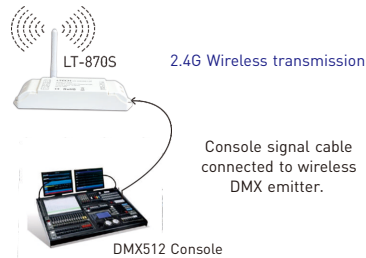 LT-870S
2.4G Wireless transmission
Console signal cable
connected to wireless
DMX emitter.
DMX512 Console